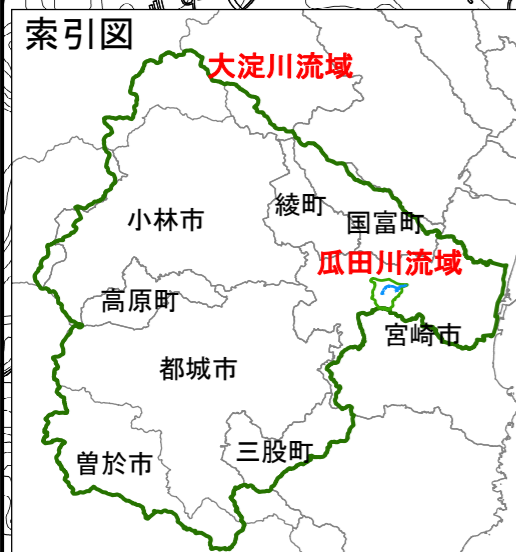 索引図
大淀川流域
綾町
小林市
国富町
瓜田川流域
高原町
宮崎市
都城市
三股町
曽於市